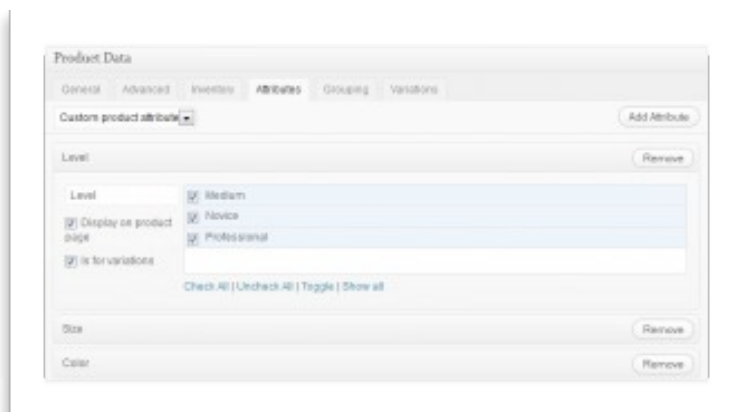 Product Data
General Advanced Inventory Attributes Grouping Variations
Custom product attribute Add Attribute
Level Remove
Level
Display on product page
is for variations
Medium
Novice
Professional
Check All | Uncheck All | Toggle | Show all
Size Remove
Color Remove